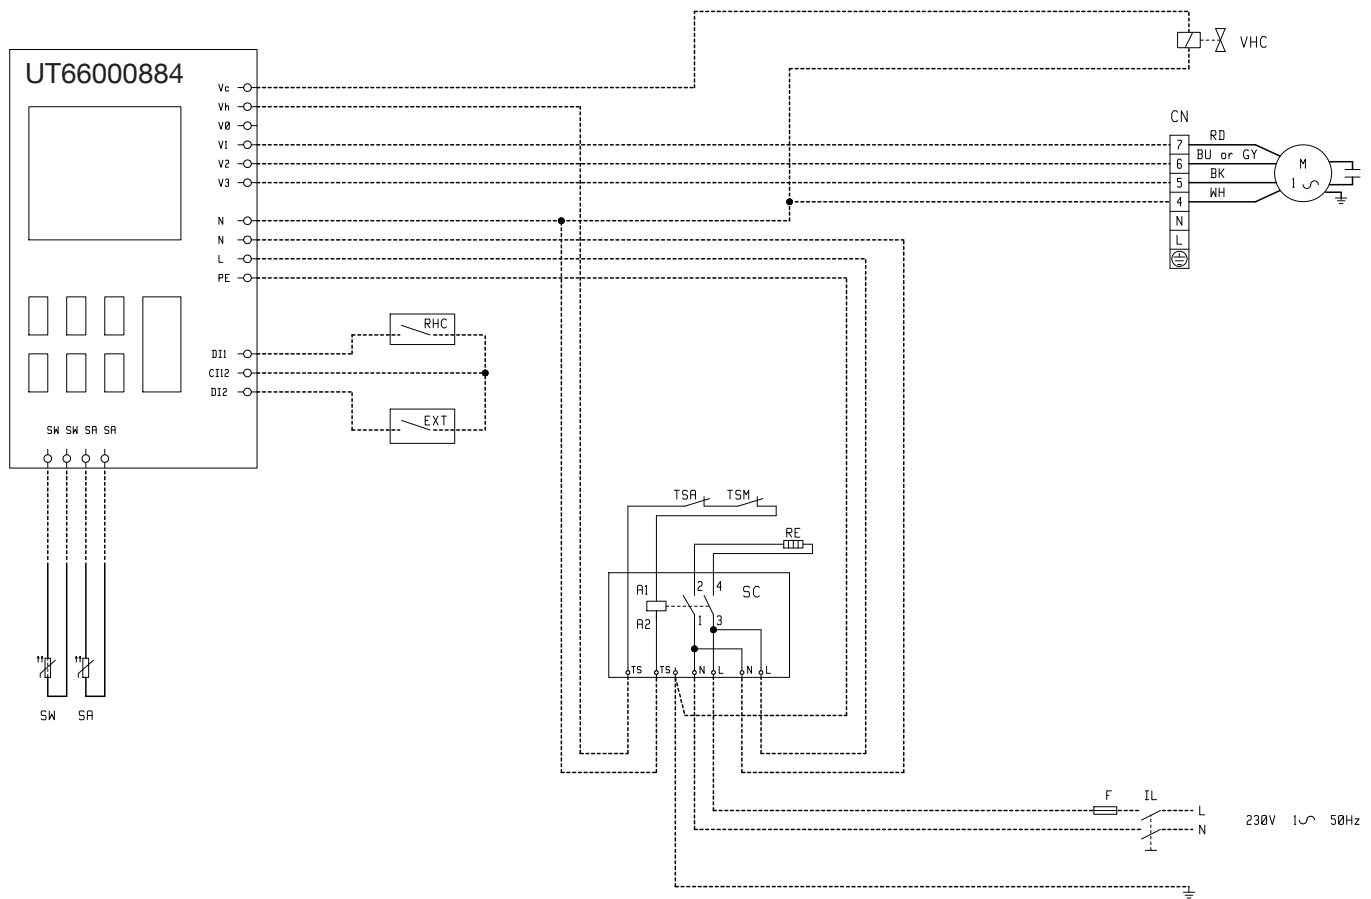 UT66000884
VHC
Vc
Vh
VØ
V1
V2
V3
N
N
L
PE
CN
7 RD
6 BU or GY
5 BK
4 WH
N
L
M
1
DI1
CI12
DI2
RHC
EXT
SW SW SA SA
TSA TSM
RE
2 4
SC
A1
A2
1 3
TS TS N L N L
SW SA
F IL
L
N
230V 1 50Hz